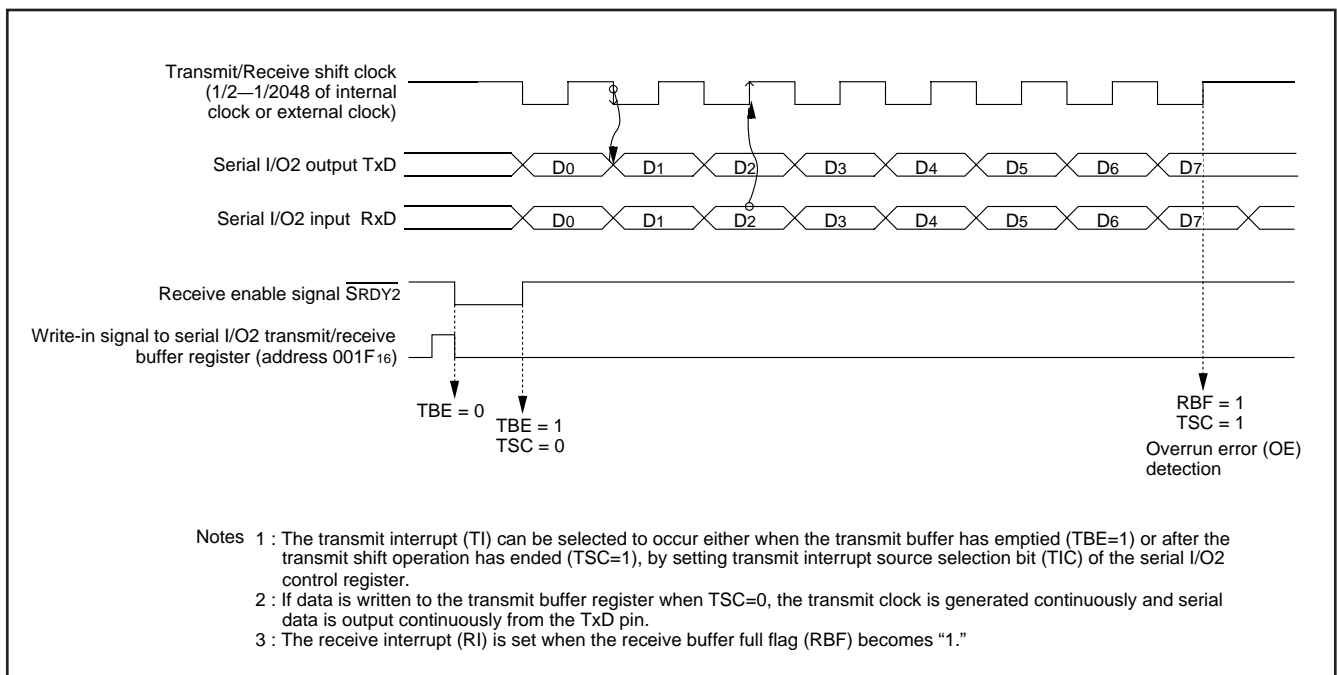 Transmit/Receive shift clock
(1/2—1/2048 of internal
clock or external clock)
Serial I/O2 output TxD
D0 D1 D2 D3 D4 D5 D6 D7
Serial I/O2 input RxD
D0 D1 D2 D3 D4 D5 D6 D7
Receive enable signal S̅R̅D̅Y̅2̅
Write-in signal to serial I/O2 transmit/receive
buffer register (address 001F16)
TBE = 0
TBE = 1
TSC = 0
RBF = 1
TSC = 1
Overrun error (OE)
detection
Notes 1 : The transmit interrupt (TI) can be selected to occur either when the transmit buffer has emptied (TBE=1) or after the
transmit shift operation has ended (TSC=1), by setting transmit interrupt source selection bit (TIC) of the serial I/O2
control register.
2 : If data is written to the transmit buffer register when TSC=0, the transmit clock is generated continuously and serial
data is output continuously from the TxD pin.
3 : The receive interrupt (RI) is set when the receive buffer full flag (RBF) becomes “1.”